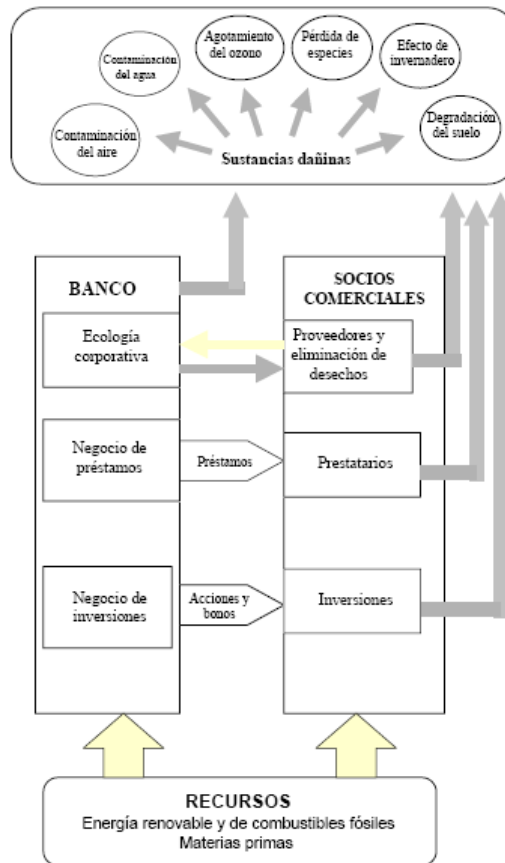 Agotamiento
del ozono
Pérdida de
especies
Efecto de
invernadero
Contaminación
del agua
Degradación
del suelo
Contaminación
del aire
Sustancias dañinas
BANCO
SOCIOS
COMERCIALES
Ecología
corporativa
Proveedores y
eliminación de
desechos
Negocio de
préstamos
Préstamos
Prestatarios
Negocio de
inversiones
Acciones y
bonos
Inversiones
RECURSOS
Energía renovable y de combustibles fósiles
Materias primas